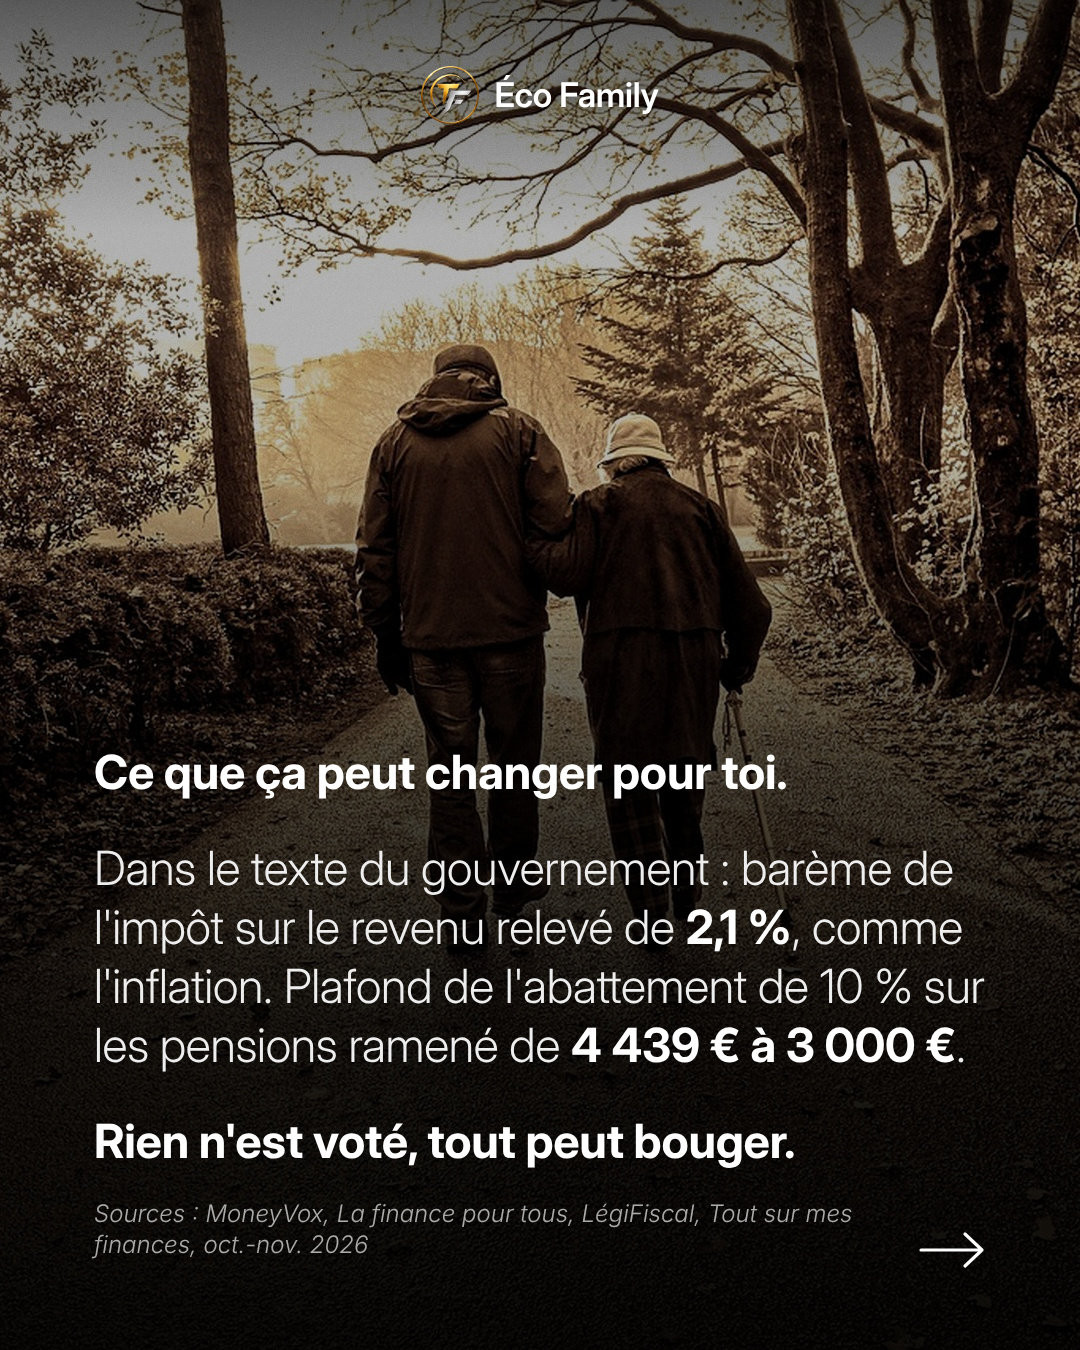 Éco Family
Ce que ça peut changer pour toi.
Dans le texte du gouvernement : barème de
l'impôt sur le revenu relevé de 2,1 %, comme
l'inflation. Plafond de l'abattement de 10 % sur
les pensions ramené de 4 439 € à 3 000 €.
Rien n'est voté, tout peut bouger.
Sources : MoneyVox, La finance pour tous, LégiFiscal, Tout sur mes
finances, oct.-nov. 2026